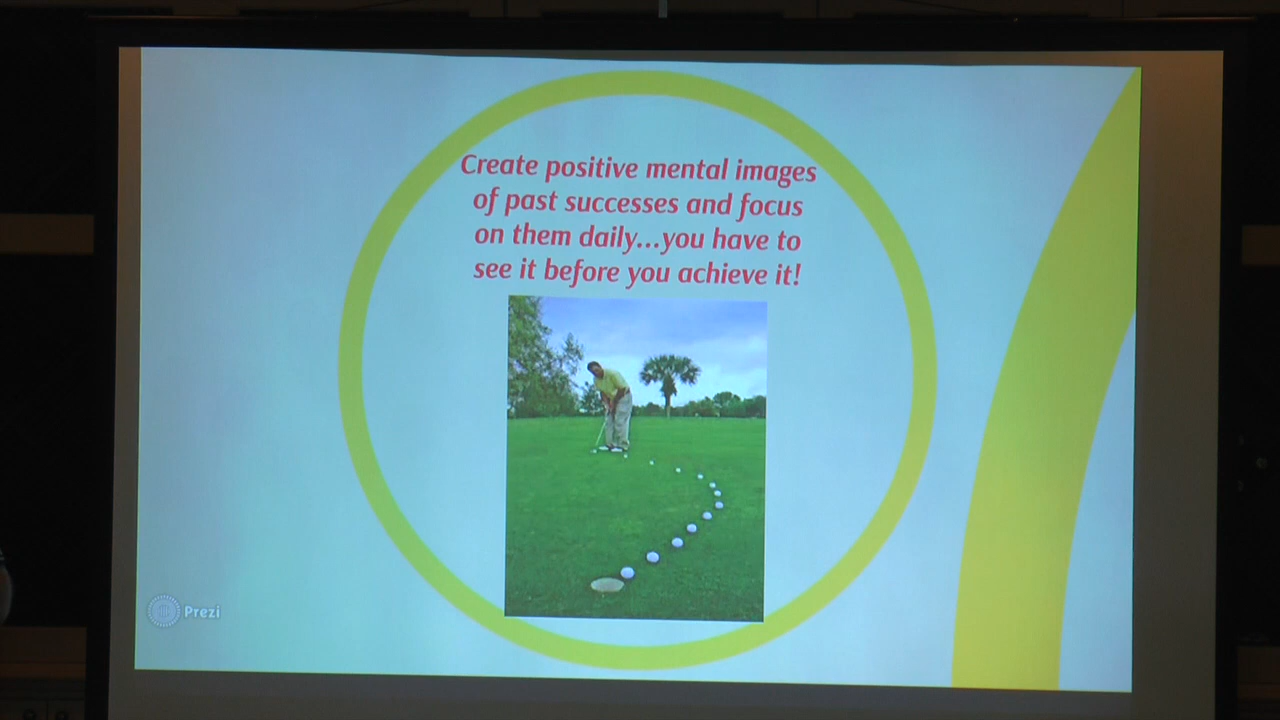 Create positive mental images
of past successes and focus
on them daily...you have to
see it before you achieve it!
Prezi